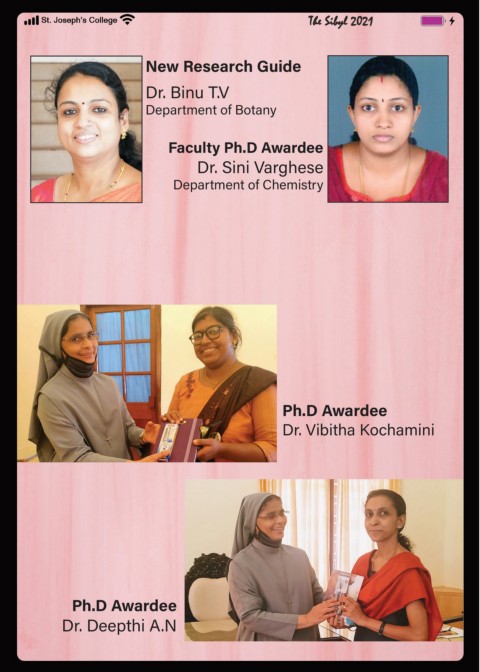 St. Joseph's College
The Sibyl 2021
New Research Guide
Dr. Binu T.V
Department of Botany
Faculty Ph.D Awardee
Dr. Sini Varghese
Department of Chemistry
Ph.D Awardee
Dr. Vibitha Kochamini
Ph.D Awardee
Dr. Deepthi A.N